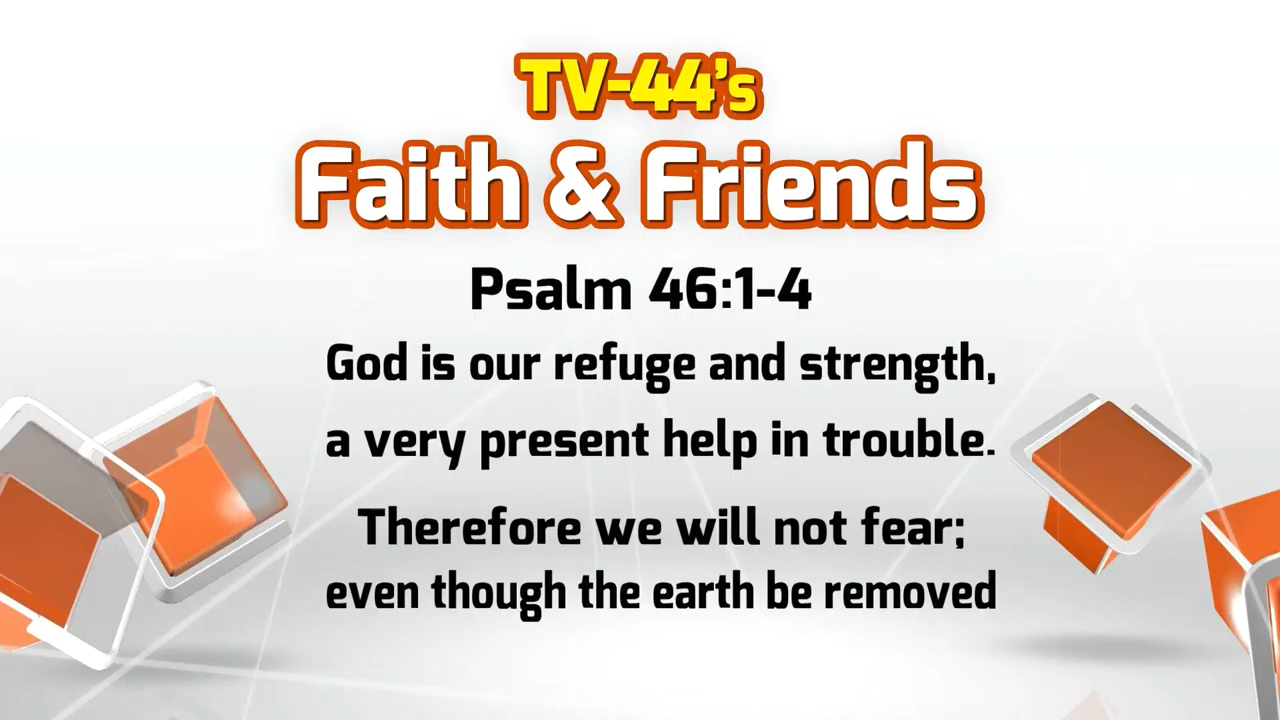 TV-44's
Faith & Friends
Psalm 46:1-4
God is our refuge and strength,
a very present help in trouble.
Therefore we will not fear;
even though the earth be removed